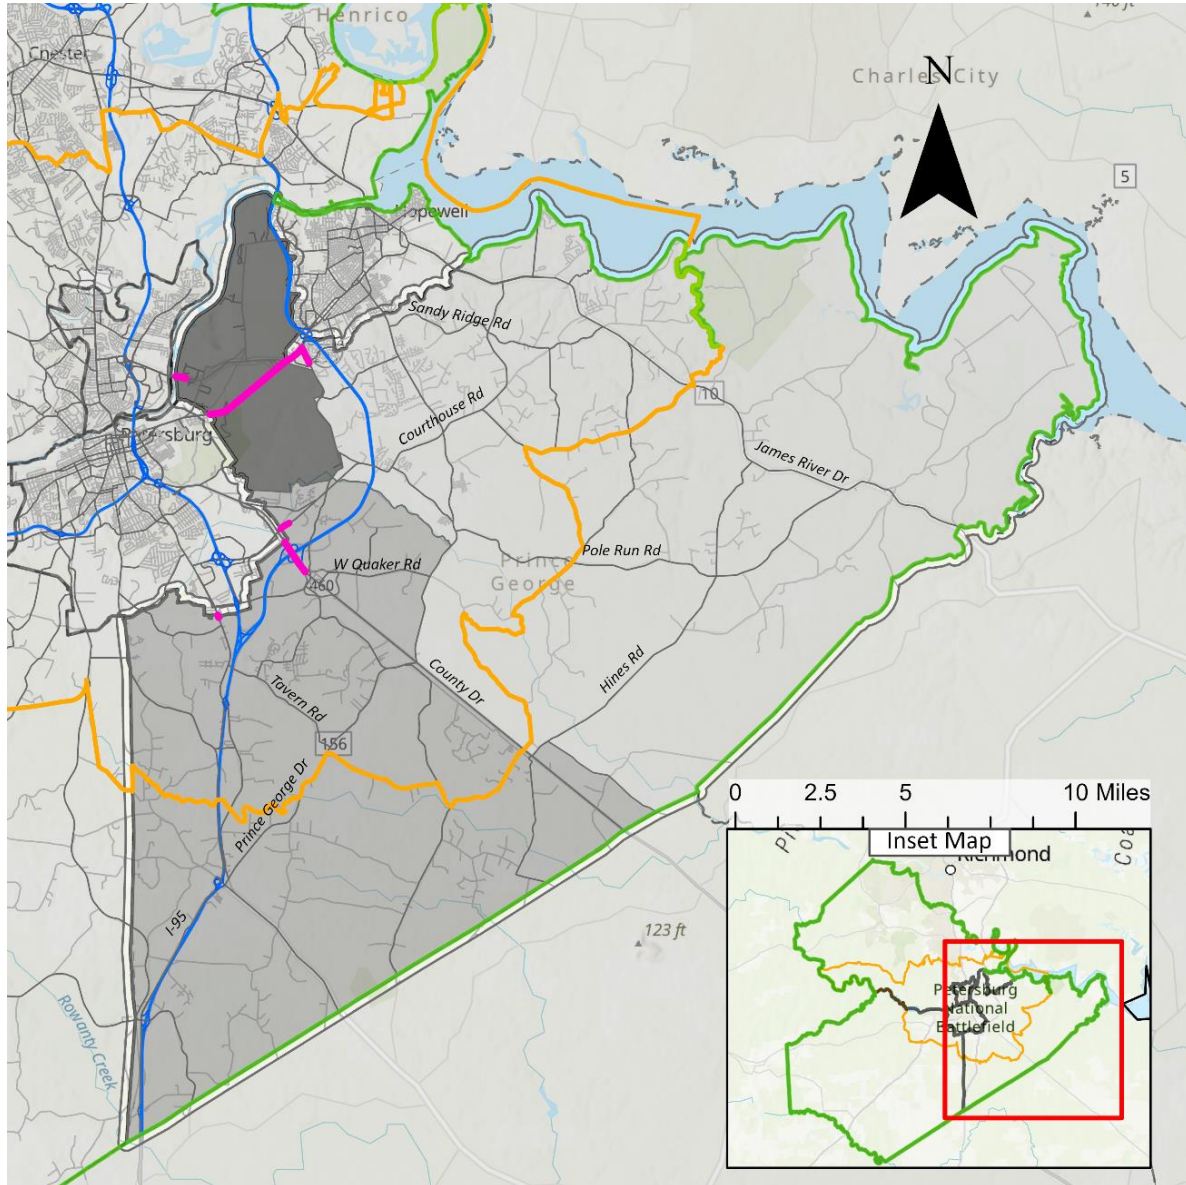 Henrico
140 ft
Chester
N
Charles City
5
Hopewell
Sandy Ridge Rd
10
Courthouse Rd
Petersburg
James River Dr
Pole Run Rd
W Quaker Rd
Prince
George
460
County Dr
Hines Rd
Tavern Rd
156
Prince George Dr
0 2.5 5 10 Miles
Inset Map
Richmond
I-95
123 ft
Petersburg
National
Battlefield
Rowanty Creek